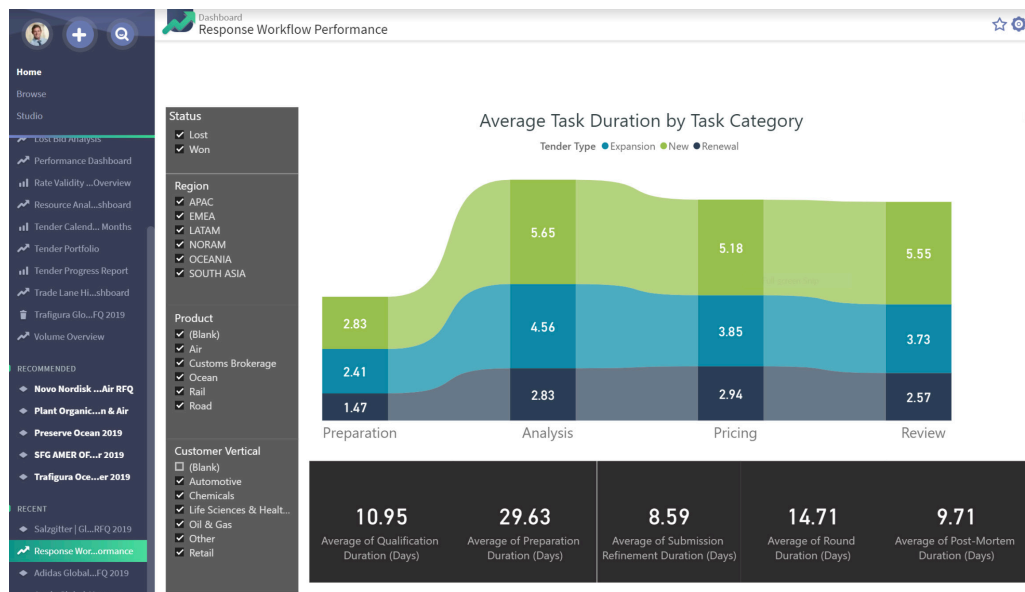 Dashboard
Response Workflow Performance
Home
Browse
Studio
Lost Bid Analysis
Performance Dashboard
Rate Validity ...Overview
Resource Anal...shboard
Tender Calend... Months
Tender Portfolio
Tender Progress Report
Trade Lane Hi...shboard
Trafigura Glo...FQ 2019
Volume Overview
RECOMMENDED
Novo Nordisk ...Air RFQ
Plant Organic...n & Air
Preserve Ocean 2019
SFG AMER OF...r 2019
Trafigura Oce...er 2019
RECENT
Salzgitter | Gl...RFQ 2019
Response Wor...ormance
Adidas Global...FQ 2019
Status
Lost
Won
Region
APAC
EMEA
LATAM
NORAM
OCEANIA
SOUTH ASIA
Product
(Blank)
Air
Customs Brokerage
Ocean
Rail
Road
Customer Vertical
(Blank)
Automotive
Chemicals
Life Sciences & Healt...
Oil & Gas
Other
Retail
Average Task Duration by Task Category
Tender Type Expansion New Renewal
2.83 5.65 5.18 5.55
2.41 4.56 3.85 3.73
1.47 2.83 2.94 2.57
Preparation Analysis Pricing Review
10.95 29.63 8.59 14.71 9.71
Average of Qualification Average of Preparation Average of Submission Average of Round Average of Post-Mortem
Duration (Days) Duration (Days) Refinement Duration (Days) Duration (Days) Duration (Days)